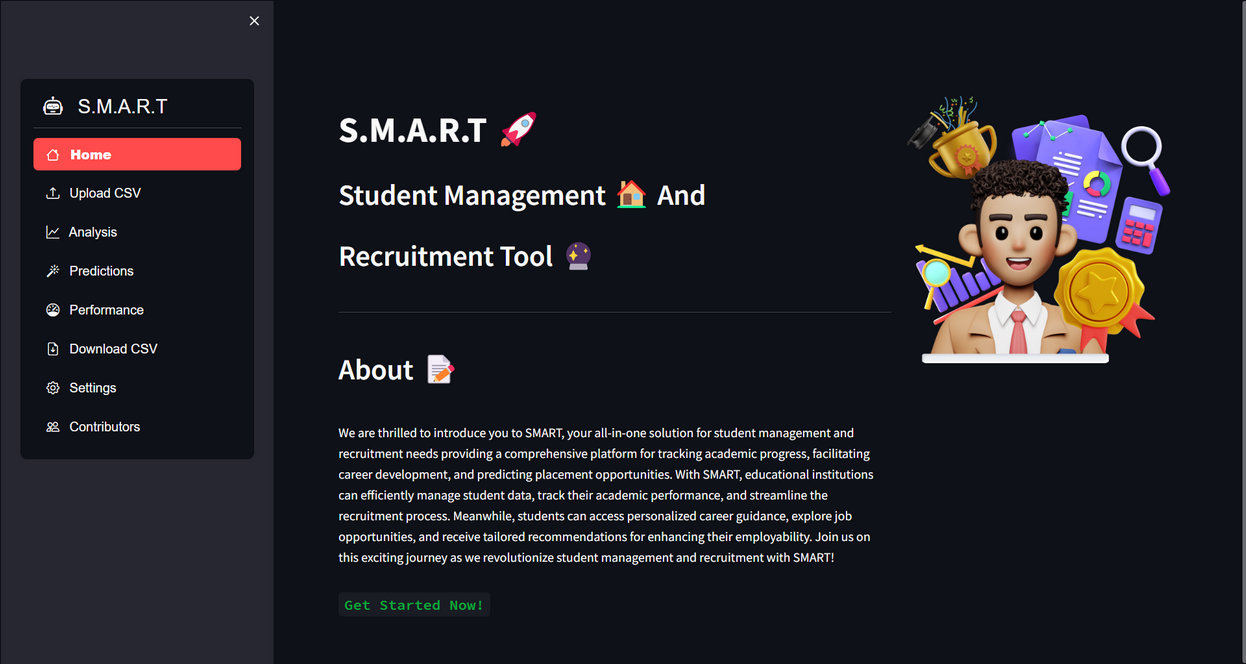 S.M.A.R.T
Home
Upload CSV
Analysis
Predictions
Performance
Download CSV
Settings
Contributors
S.M.A.R.T 🚀
Student Management 🏠 And
Recruitment Tool 🔮
About 📝
We are thrilled to introduce you to SMART, your all-in-one solution for student management and
recruitment needs providing a comprehensive platform for tracking academic progress, facilitating
career development, and predicting placement opportunities. With SMART, educational institutions
can efficiently manage student data, track their academic performance, and streamline the
recruitment process. Meanwhile, students can access personalized career guidance, explore job
opportunities, and receive tailored recommendations for enhancing their employability. Join us on
this exciting journey as we revolutionize student management and recruitment with SMART!
Get Started Now!